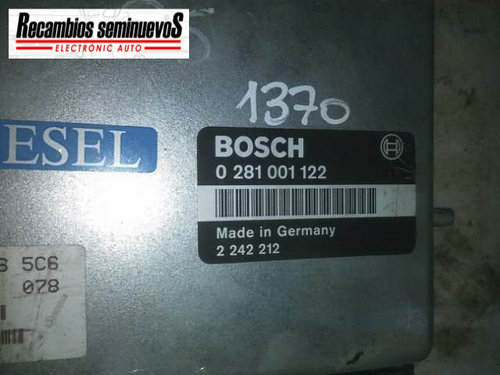 Recambios seminuevoS
ELECTRONIC AUTO
1370
ESEL
BOSCH
0 281 001 122
Made in Germany
2 242 212
5C6
078